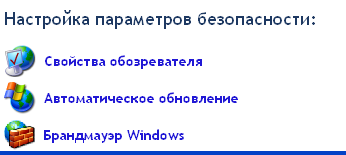 Настройка параметров безопасности:
Свойства обозревателя
Автоматическое обновление
Брандмауэр Windows